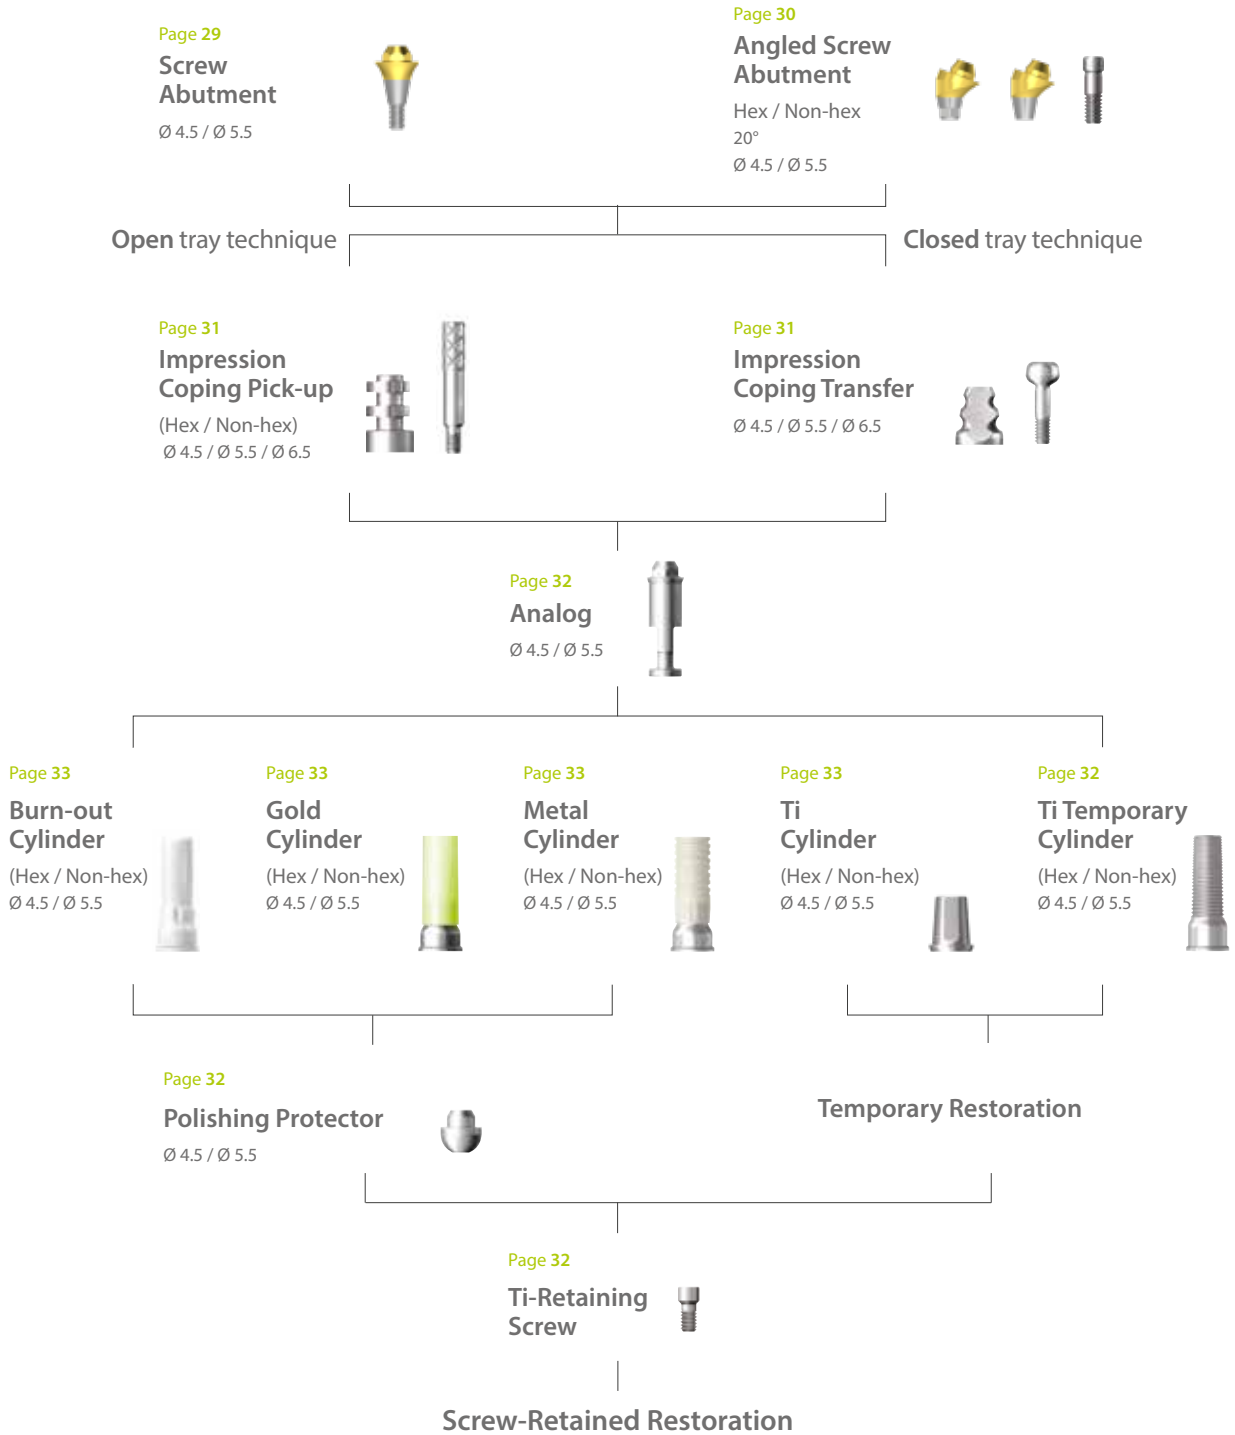 Page 29
Screw
Abutment
Ø 4.5 / Ø 5.5
Page 30
Angled Screw
Abutment
Hex / Non-hex
20°
Ø 4.5 / Ø 5.5
Open tray technique
Closed tray technique
Page 31
Impression
Coping Pick-up
(Hex / Non-hex)
Ø 4.5 / Ø 5.5 / Ø 6.5
Page 31
Impression
Coping Transfer
Ø 4.5 / Ø 5.5 / Ø 6.5
Page 32
Analog
Ø 4.5 / Ø 5.5
Page 33
Burn-out
Cylinder
(Hex / Non-hex)
Ø 4.5 / Ø 5.5
Page 33
Gold
Cylinder
(Hex / Non-hex)
Ø 4.5 / Ø 5.5
Page 33
Metal
Cylinder
(Hex / Non-hex)
Ø 4.5 / Ø 5.5
Page 33
Ti
Cylinder
(Hex / Non-hex)
Ø 4.5 / Ø 5.5
Page 32
Ti Temporary
Cylinder
(Hex / Non-hex)
Ø 4.5 / Ø 5.5
Page 32
Polishing Protector
Ø 4.5 / Ø 5.5
Temporary Restoration
Page 32
Ti-Retaining
Screw
Screw-Retained Restoration